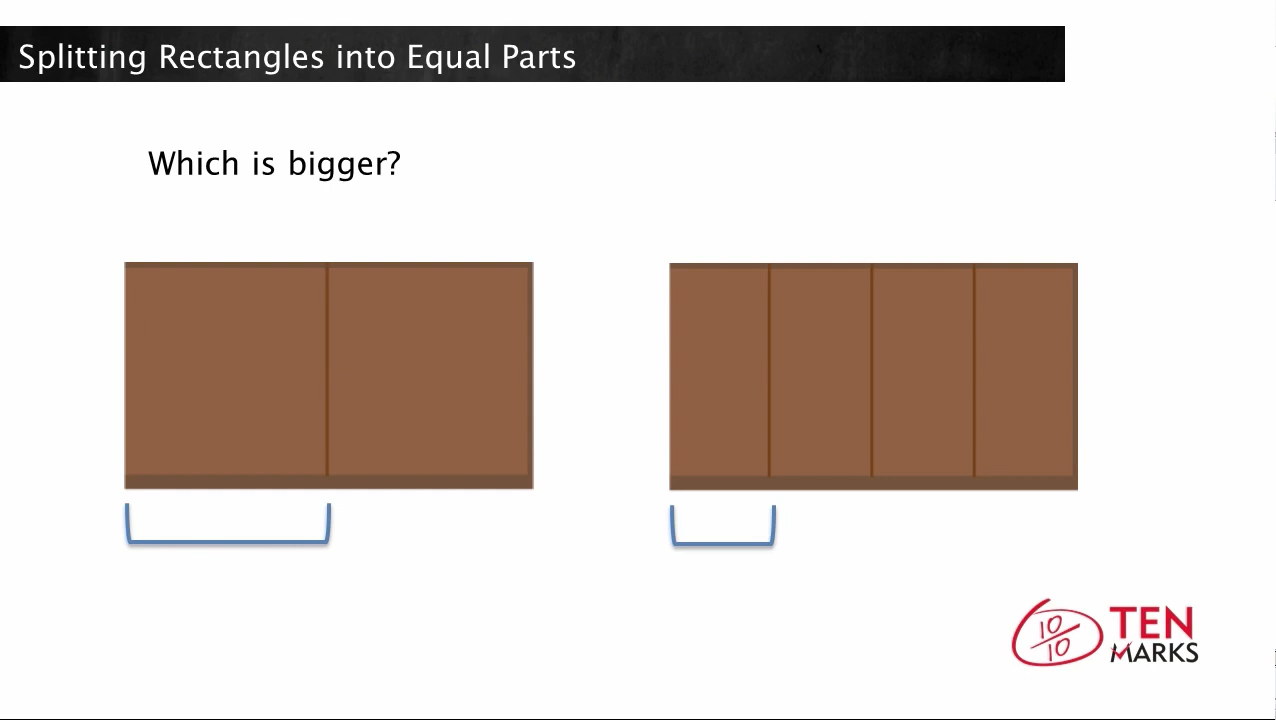 Splitting Rectangles into Equal Parts
Which is bigger?
10
10
TEN
MARKS